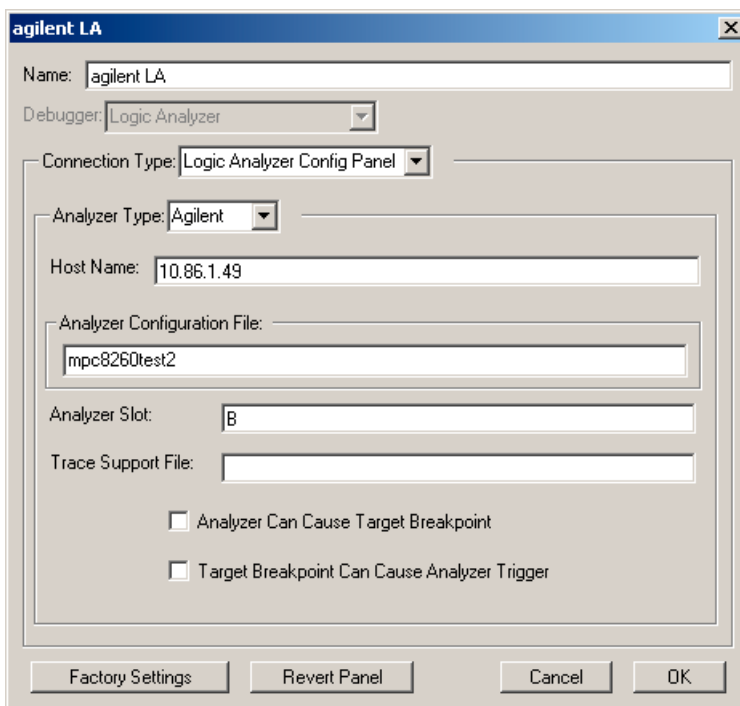 agilent LA
Name: agilent LA
Debugger: Logic Analyzer
Connection Type: Logic Analyzer Config Panel
Analyzer Type: Agilent
Host Name: 10.86.1.49
Analyzer Configuration File:
mpc8260test2
Analyzer Slot: B
Trace Support File:
Analyzer Can Cause Target Breakpoint
Target Breakpoint Can Cause Analyzer Trigger
Factory Settings Revert Panel Cancel OK